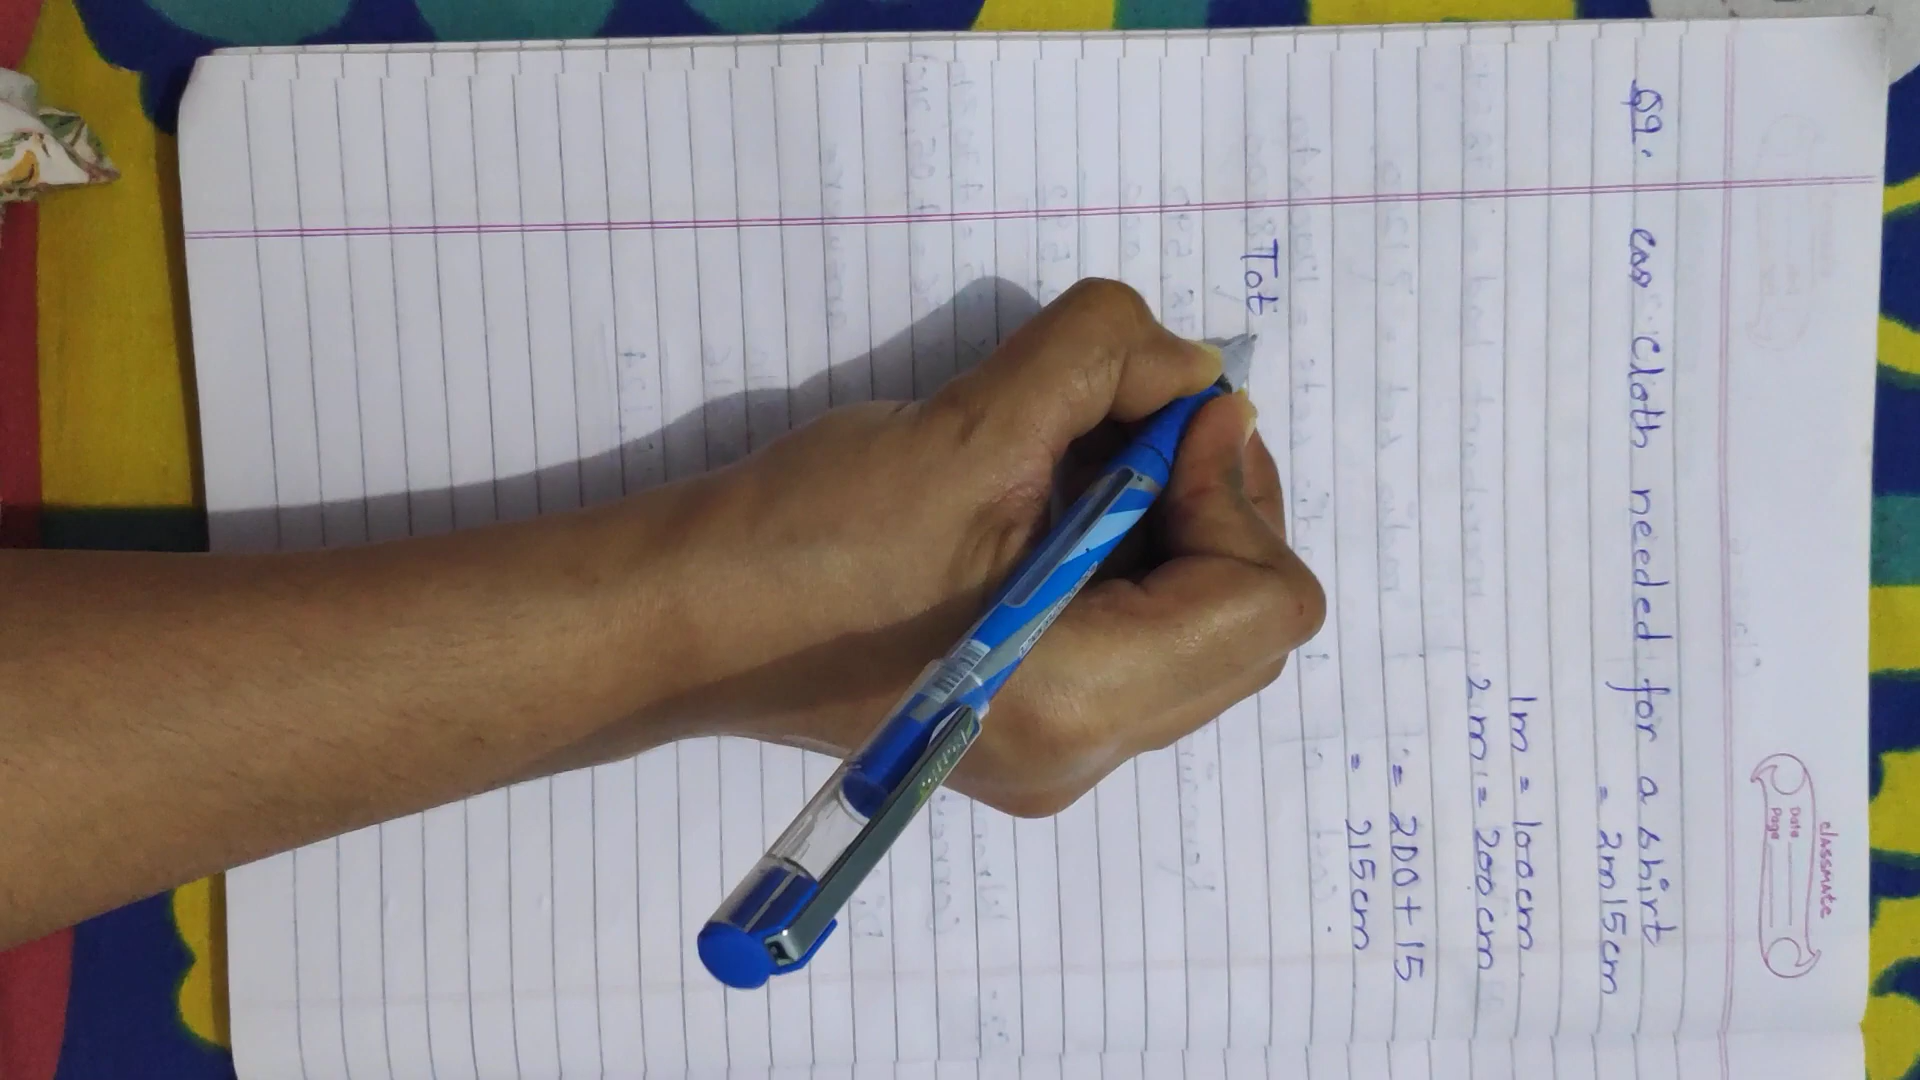 classmate
Date
Page
Q9. Cloth needed for a shirt
= 2m 15cm
1m = 100cm
2m = 200cm
= 200 + 15
= 215cm
Tot